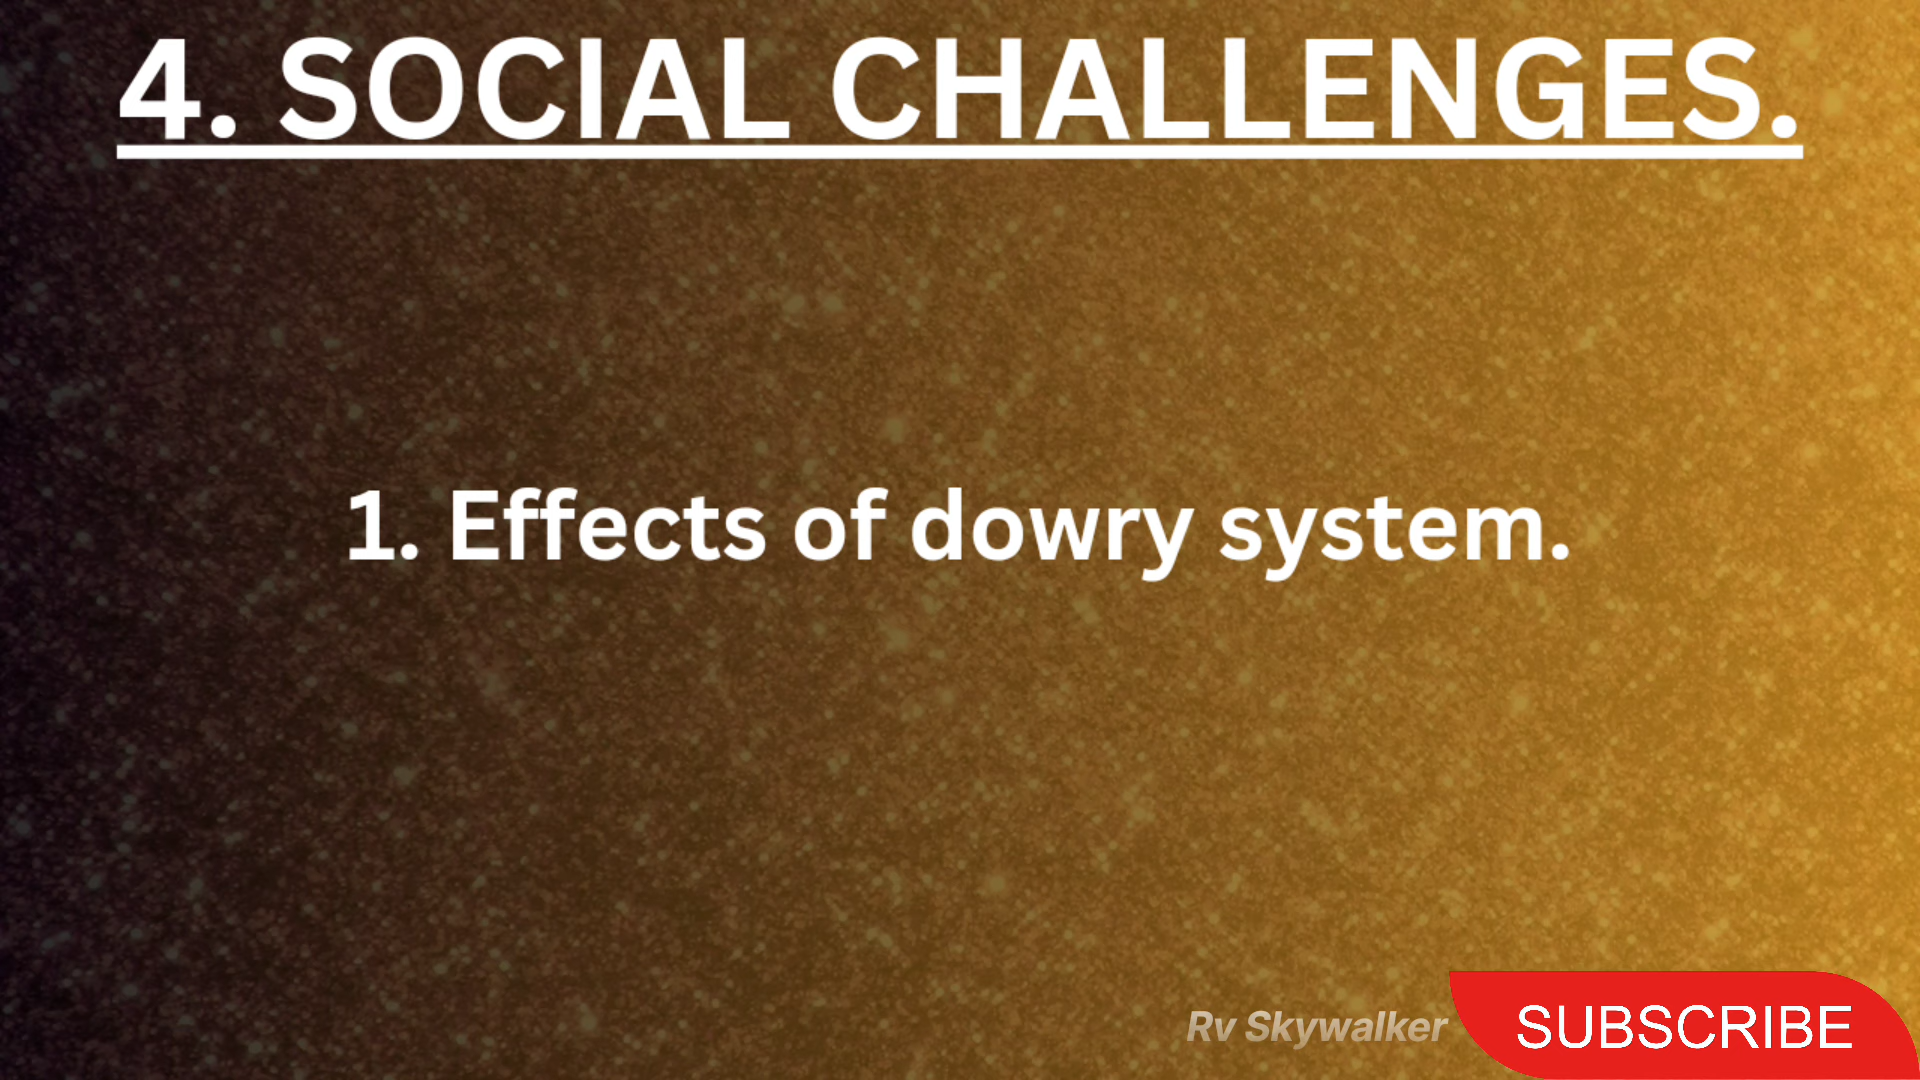 4. SOCIAL CHALLENGES.
1. Effects of dowry system.
Rv Skywalker
SUBSCRIBE